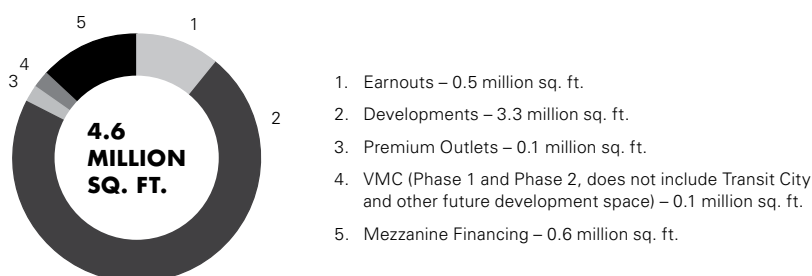 5
1
4
3
2
4.6
MILLION
SQ. FT.
1. Earnouts – 0.5 million sq. ft.
2. Developments – 3.3 million sq. ft.
3. Premium Outlets – 0.1 million sq. ft.
4. VMC (Phase 1 and Phase 2, does not include Transit City
and other future development space) – 0.1 million sq. ft.
5. Mezzanine Financing – 0.6 million sq. ft.